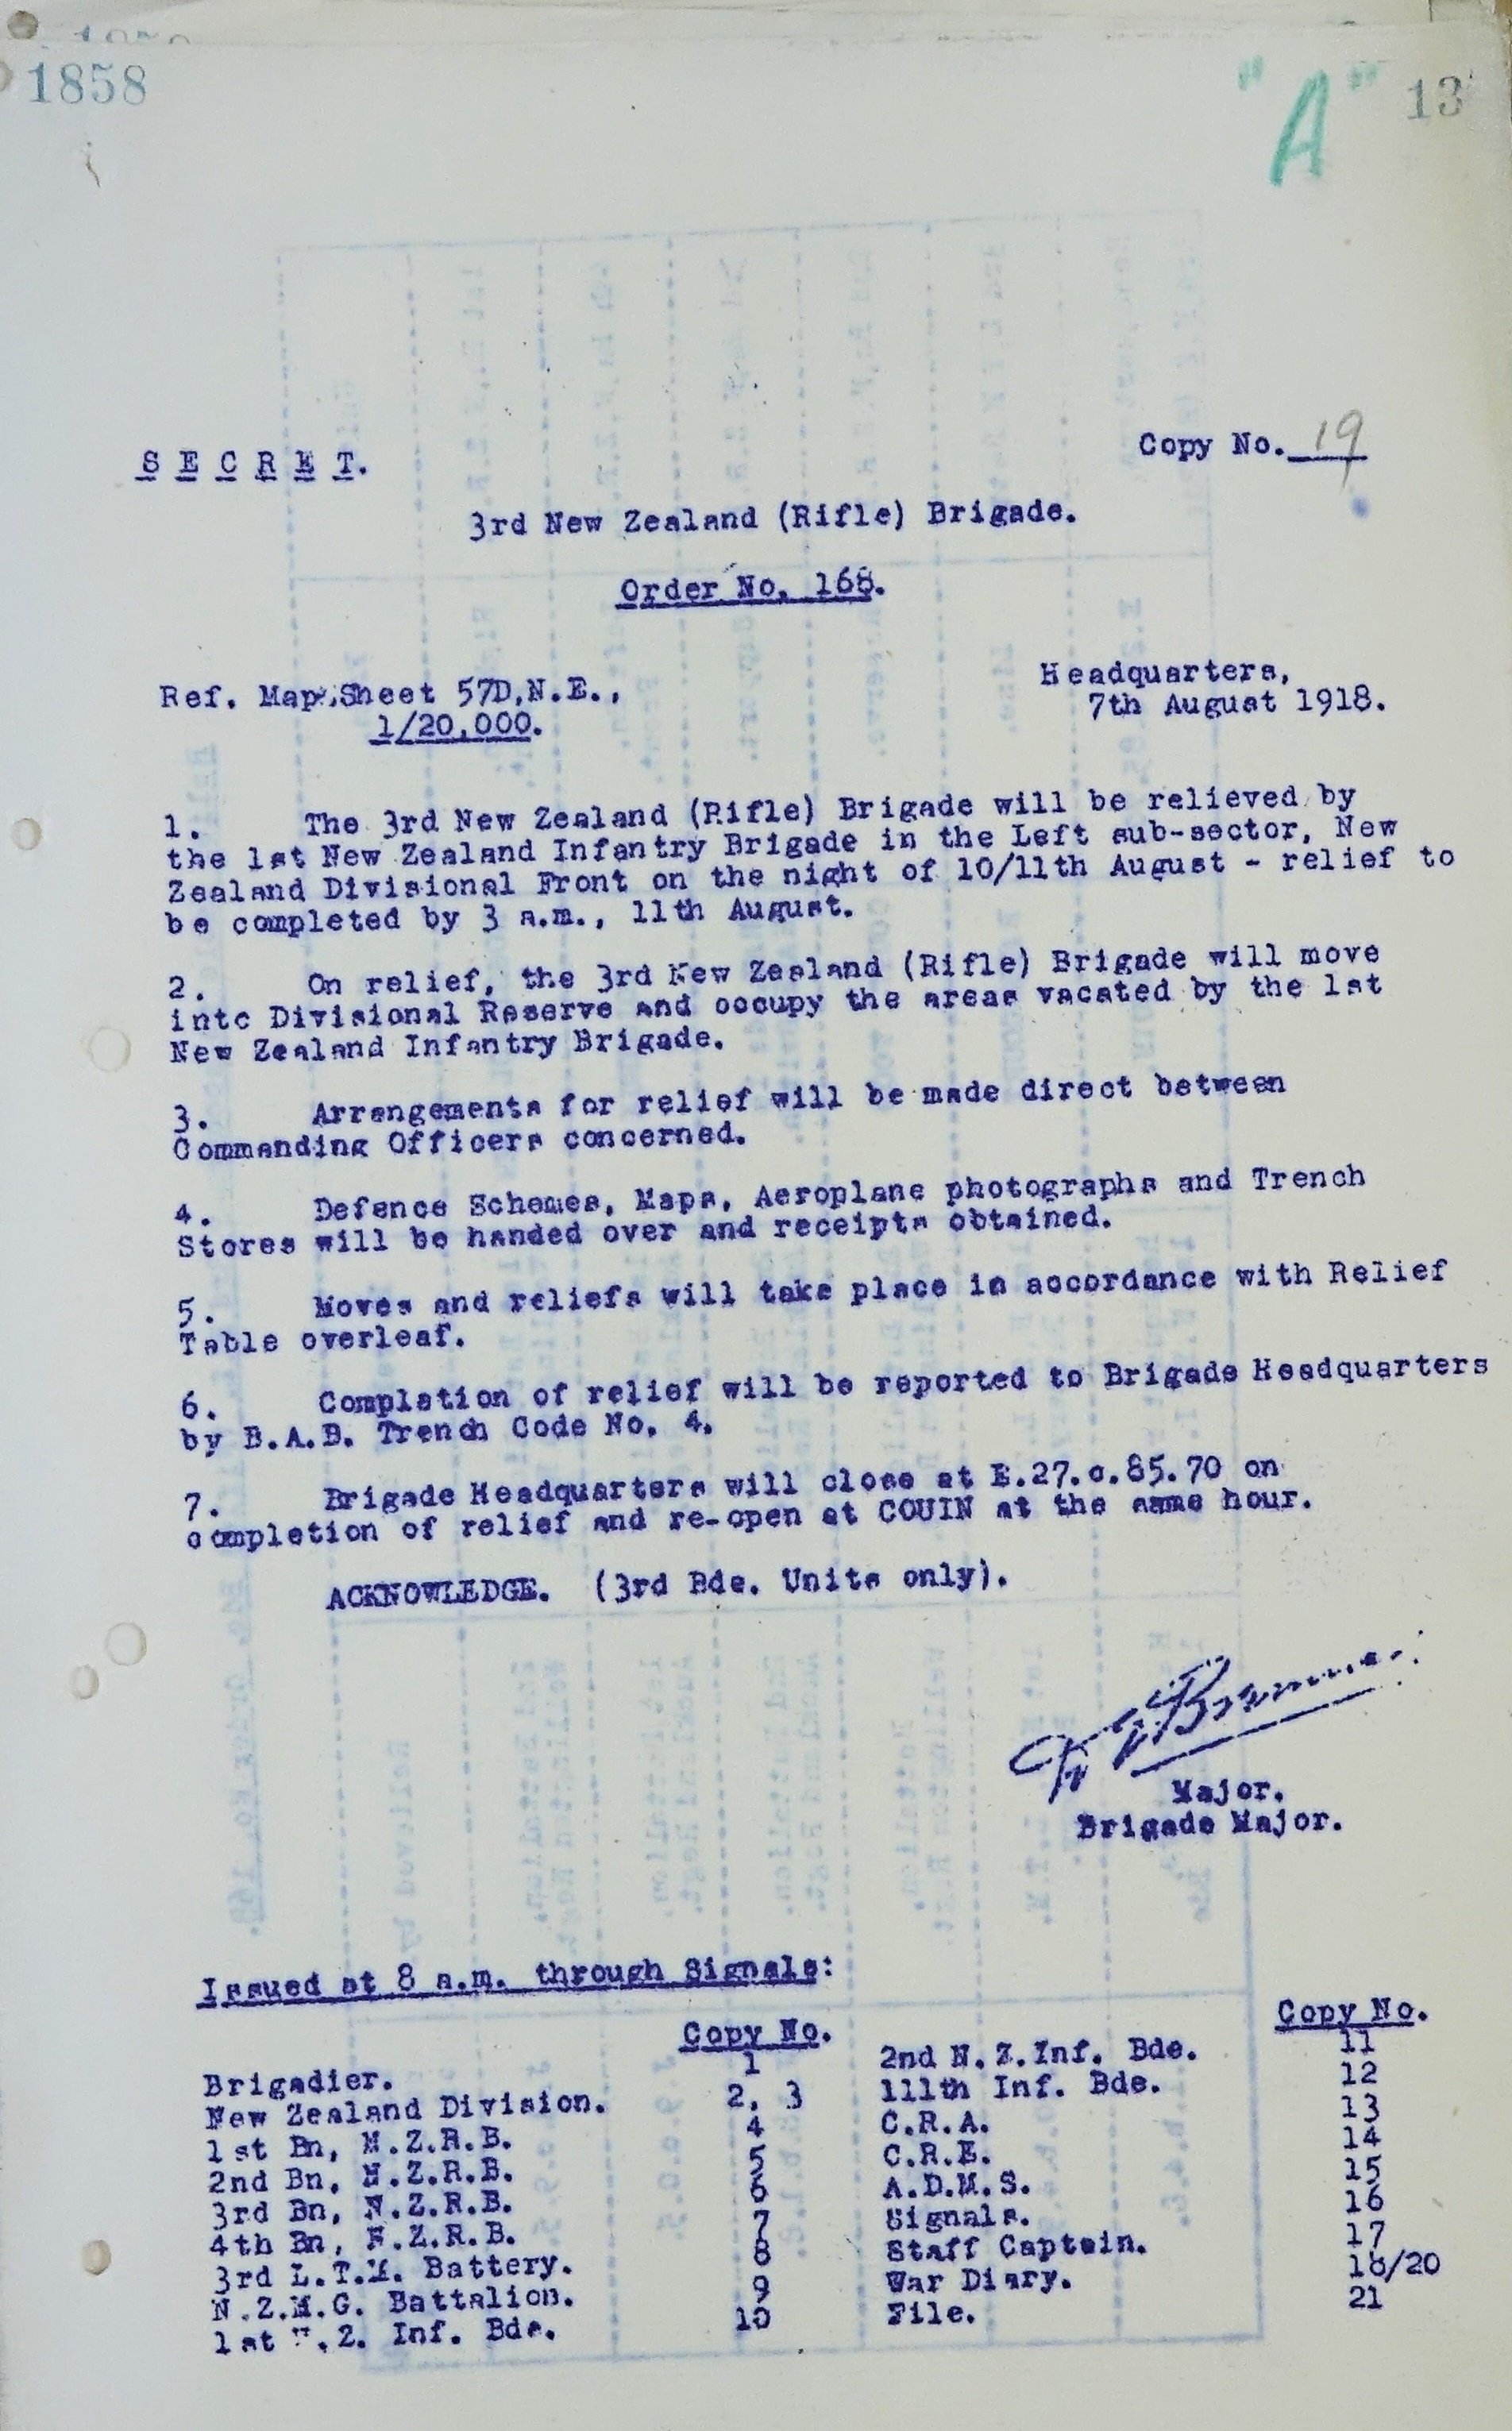 1858
"A"
13
S E C R E T.
Copy No. 19
3rd New Zealand (Rifle) Brigade.
Order No. 168.
Ref. Map Sheet 57D.N.E.,
1/20,000.
Headquarters,
7th August 1918.
1. The 3rd New Zealand (Rifle) Brigade will be relieved by
the 1st New Zealand Infantry Brigade in the Left sub-sector, New
Zealand Divisional Front on the night of 10/11th August - relief to
be completed by 3 a.m., 11th August.
2. On relief, the 3rd New Zealand (Rifle) Brigade will move
into Divisional Reserve and occupy the areas vacated by the 1st
New Zealand Infantry Brigade.
3. Arrangements for relief will be made direct between
Commanding Officers concerned.
4. Defence Schemes, Maps, Aeroplane photographs and Trench
Stores will be handed over and receipts obtained.
5. Moves and reliefs will take place in accordance with Relief
Table overleaf.
6. Completion of relief will be reported to Brigade Headquarters
by B.A.B. Trench Code No. 4.
7. Brigade Headquarters will close at E.27.c.85.70 on
completion of relief and re-open at COUIN at the same hour.
ACKNOWLEDGE. (3rd Bde. Units only).
Major.
Brigade Major.
Issued at 8 a.m. through Signals:
Copy No. Copy No.
Brigadier. 1 2nd N.Z.Inf. Bde. 11
New Zealand Division. 2, 3 111th Inf. Bde. 12
1st Bn, N.Z.R.B. 4 C.R.A. 13
2nd Bn, N.Z.R.B. 5 C.R.E. 14
3rd Bn, N.Z.R.B. 6 A.D.M.S. 15
4th Bn, N.Z.R.B. 7 Signals. 16
3rd L.T.M. Battery. 8 Staff Captain. 17
N.Z.M.G. Battalion. 9 War Diary. 18/20
1st N.Z. Inf. Bde. 10 File. 21